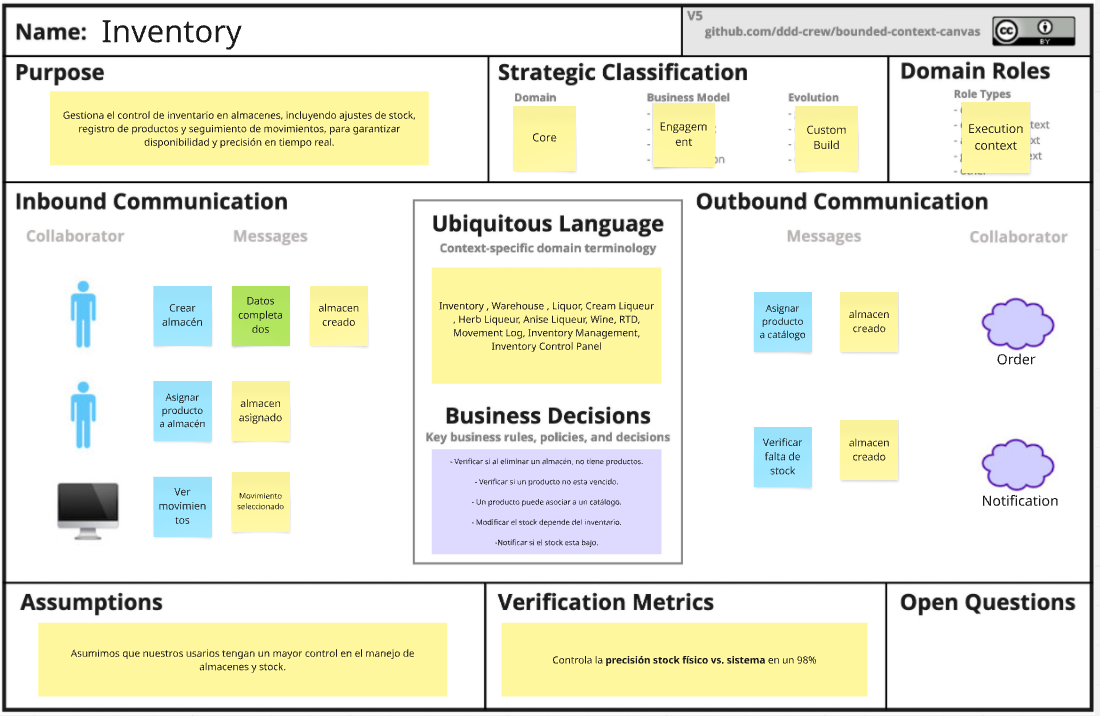 Name: Inventory
V5
github.com/ddd-crew/bounded-context-canvas
cc
BY
Purpose
Gestiona el control de inventario en almacenes, incluyendo ajustes de stock,
registro de productos y seguimiento de movimientos, para garantizar
disponibilidad y precisión en tiempo real.
Strategic Classification
Domain
Core
Business Model
Engagem
ent
Evolution
Custom
Build
Domain Roles
Role Types
Execution
context
Inbound Communication
Collaborator
Messages
Crear
almacén
Datos
completa
dos
almacen
creado
Asignar
producto
a almacén
almacen
asignado
Ver
movimien
tos
Movimiento
seleccionado
Ubiquitous Language
Context-specific domain terminology
Inventory , Warehouse , Liquor, Cream Liqueur
, Herb Liqueur, Anise Liqueur, Wine, RTD,
Movement Log, Inventory Management,
Inventory Control Panel
Business Decisions
Key business rules, policies, and decisions
- Verificar si al eliminar un almacén, no tiene productos.
- Verificar si un producto no esta vencido.
- Un producto puede asociar a un catálogo.
- Modificar el stock depende del inventario.
-Notificar si el stock esta bajo.
Outbound Communication
Messages
Collaborator
Asignar
producto
a catálogo
almacen
creado
Order
Verificar
falta de
stock
almacen
creado
Notification
Assumptions
Asumimos que nuestros usarios tengan un mayor control en el manejo de
almacenes y stock.
Verification Metrics
Controla la precisión stock físico vs. sistema en un 98%
Open Questions